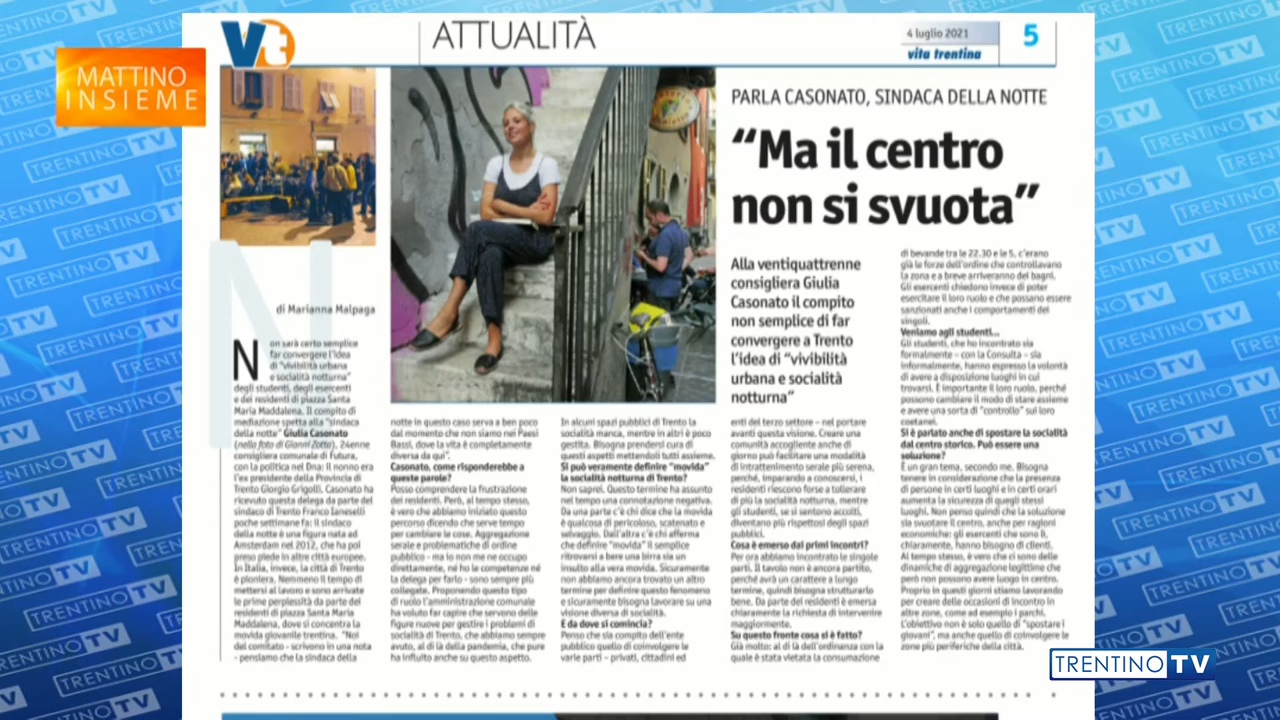 MATTINO
INSIEME
Vt
ATTUALITÀ
4 luglio 2021
vita trentina
5
PARLA CASONATO, SINDACA DELLA NOTTE
“Ma il centro
non si svuota”
Alla ventiquattrenne
consigliera Giulia
Casonato il compito
non semplice di far
convergere a Trento
l’idea di “vivibilità
urbana e socialità
notturna”
di Marianna Malpaga
Non sarà certo semplice
far convergere l’idea
di “vivibilità urbana
e socialità notturna”
degli studenti, degli esercenti
e dei residenti di piazza Santa
Maria Maddalena. Il compito di
mediazione spetta alla “sindaca
della notte” Giulia Casonato
(nella foto di Gianni Zotta), 24enne
consigliera comunale di Futura,
con la politica nel Dna: il nonno era
l’ex presidente della Provincia di
Trento Giorgio Grigolli. Casonato ha
ricevuto questa delega da parte del
sindaco di Trento Franco Ianeselli
poche settimane fa: il sindaco
della notte è una figura nata ad
Amsterdam nel 2012, che ha poi
preso piede in altre città europee.
In Italia, invece, la città di Trento
è pioniera. Nemmeno il tempo di
mettersi al lavoro e sono arrivate
le prime perplessità da parte dei
residenti di piazza Santa Maria
Maddalena, dove si concentra la
movida giovanile trentina. “Noi
del comitato - scrivono in una nota
- pensiamo che la sindaca della
notte in questo caso serva a ben poco
dal momento che non siamo nei Paesi
Bassi, dove la vita è completamente
diversa da qui”.
Casonato, come risponderebbe a
queste parole?
Posso comprendere la frustrazione
dei residenti. Però, al tempo stesso,
è vero che abbiamo iniziato questo
percorso dicendo che serve tempo
per cambiare le cose. Aggregazione
serale e problematiche di ordine
pubblico - ma io non me ne occupo
direttamente, né ho le competenze né
la delega per farlo - sono sempre più
collegate. Proponendo questo tipo
di ruolo l’amministrazione comunale
ha voluto far capire che servono delle
figure nuove per gestire i problemi di
socialità di Trento, che abbiamo sempre
avuto, al di là della pandemia, che pure
ha influito anche su questo aspetto.
In alcuni spazi pubblici di Trento la
socialità manca, mentre in altri è poco
gestita. Bisogna prendersi cura di
questi aspetti mettendoli tutti assieme.
Si può veramente definire “movida”
la socialità notturna di Trento?
Non saprei. Questo termine ha assunto
nel tempo una connotazione negativa.
Da una parte c’è chi dice che la movida
è qualcosa di pericoloso, scatenato e
selvaggio. Dall’altra c’è chi afferma
che definire “movida” il semplice
ritrovarsi a bere una birra sia un
insulto alla vera movida. Sicuramente
non abbiamo ancora trovato un altro
termine per definire questo fenomeno
e sicuramente bisogna lavorare su una
visione diversa di socialità.
E da dove si comincia?
Penso che sia compito dell’ente
pubblico quello di coinvolgere le
varie parti – privati, cittadini ed
enti del terzo settore – nel portare
avanti questa visione. Creare una
comunità accogliente anche di
giorno può facilitare una modalità
di intrattenimento serale più serena,
perché, imparando a conoscersi, i
residenti riescono forse a tollerare
di più la socialità notturna, mentre
gli studenti, se si sentono accolti,
diventano più rispettosi degli spazi
pubblici.
Cosa è emerso dai primi incontri?
Per ora abbiamo incontrato le singole
parti. Il tavolo non è ancora partito,
perché avrà un carattere a lungo
termine, quindi bisogna strutturarlo
bene. Da parte dei residenti è emersa
chiaramente la richiesta di intervenire
maggiormente.
Su questo fronte cosa si è fatto?
Già molto: al di là dell’ordinanza con la
quale è stata vietata la consumazione
di bevande tra le 22.30 e le 5, c’erano
già le forze dell’ordine che controllavano
la zona e a breve arriveranno dei bagni.
Gli esercenti chiedono invece di poter
esercitare il loro ruolo e che possano essere
sanzionati anche i comportamenti dei
singoli.
Veniamo agli studenti...
Gli studenti, che ho incontrato sia
formalmente – con la Consulta – sia
informalmente, hanno espresso la volontà
di avere a disposizione luoghi in cui
trovarsi. È importante il loro ruolo, perché
possono cambiare il modo di stare assieme
e avere una sorta di “controllo” sui loro
coetanei.
Si è parlato anche di spostare la socialità
dal centro storico. Può essere una
soluzione?
È un gran tema, secondo me. Bisogna
tenere in considerazione che la presenza
di persone in certi luoghi e in certi orari
aumenta la sicurezza di quegli stessi
luoghi. Non penso quindi che la soluzione
sia svuotare il centro, anche per ragioni
economiche: gli esercenti che sono lì,
chiaramente, hanno bisogno di clienti.
Al tempo stesso, è vero che ci sono delle
dinamiche di aggregazione legittime che
però non possono avere luogo in centro.
Proprio in questi giorni stiamo lavorando
per creare delle occasioni di incontro in
altre zone, come ad esempio i parchi.
L’obiettivo non è solo quello di “spostare i
giovani”, ma anche quello di coinvolgere le
zone più periferiche della città.
TRENTINO TV